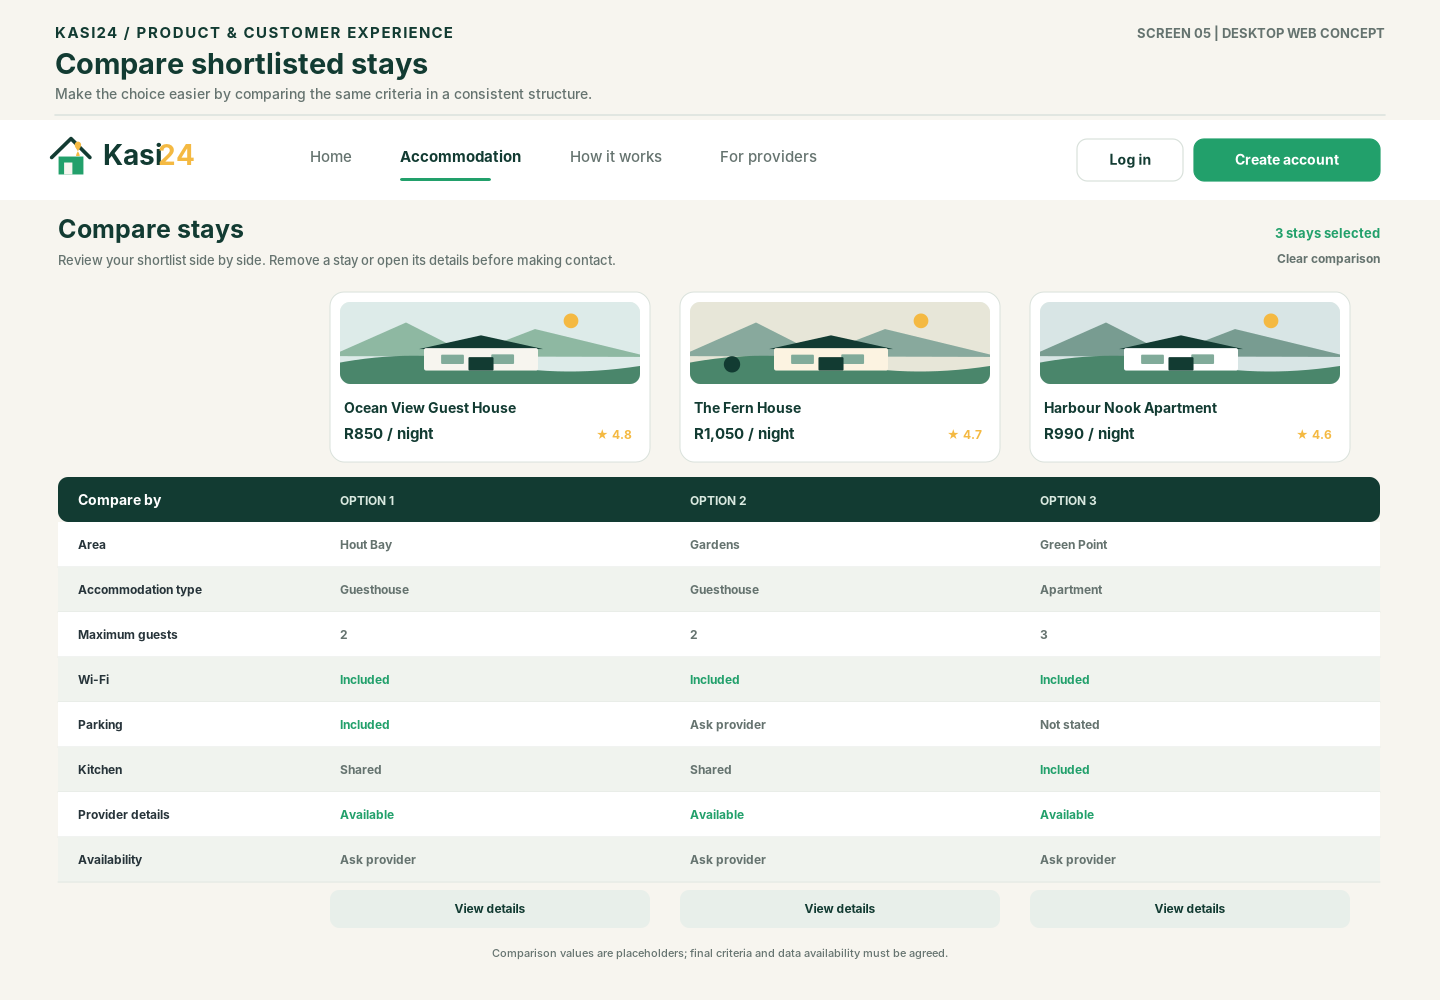 KASI24 / PRODUCT & CUSTOMER EXPERIENCE
SCREEN 05 | DESKTOP WEB CONCEPT
Compare shortlisted stays
Make the choice easier by comparing the same criteria in a consistent structure.
Kasi24
Home Accommodation How it works For providers
Log in Create account
Compare stays
3 stays selected
Review your shortlist side by side. Remove a stay or open its details before making contact.
Clear comparison
Ocean View Guest House
R850 / night ★ 4.8
The Fern House
R1,050 / night ★ 4.7
Harbour Nook Apartment
R990 / night ★ 4.6
Compare by OPTION 1 OPTION 2 OPTION 3
Area Hout Bay Gardens Green Point
Accommodation type Guesthouse Guesthouse Apartment
Maximum guests 2 2 3
Wi-Fi Included Included Included
Parking Included Ask provider Not stated
Kitchen Shared Shared Included
Provider details Available Available Available
Availability Ask provider Ask provider Ask provider
View details View details View details
Comparison values are placeholders; final criteria and data availability must be agreed.